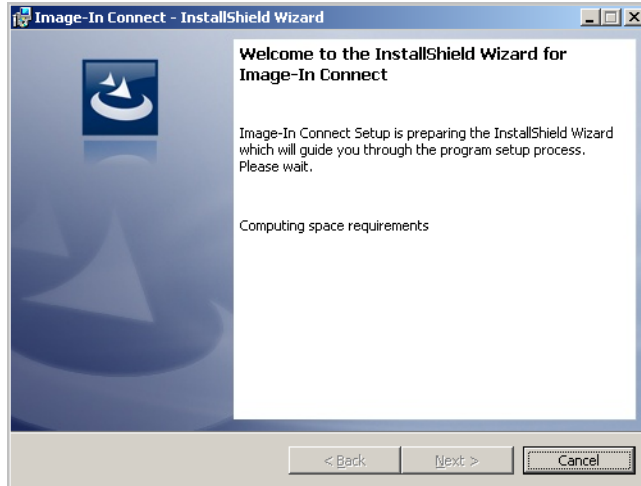 Image-In Connect - InstallShield Wizard
Welcome to the InstallShield Wizard for
Image-In Connect
Image-In Connect Setup is preparing the InstallShield Wizard
which will guide you through the program setup process.
Please wait.
Computing space requirements
< Back
Next >
Cancel